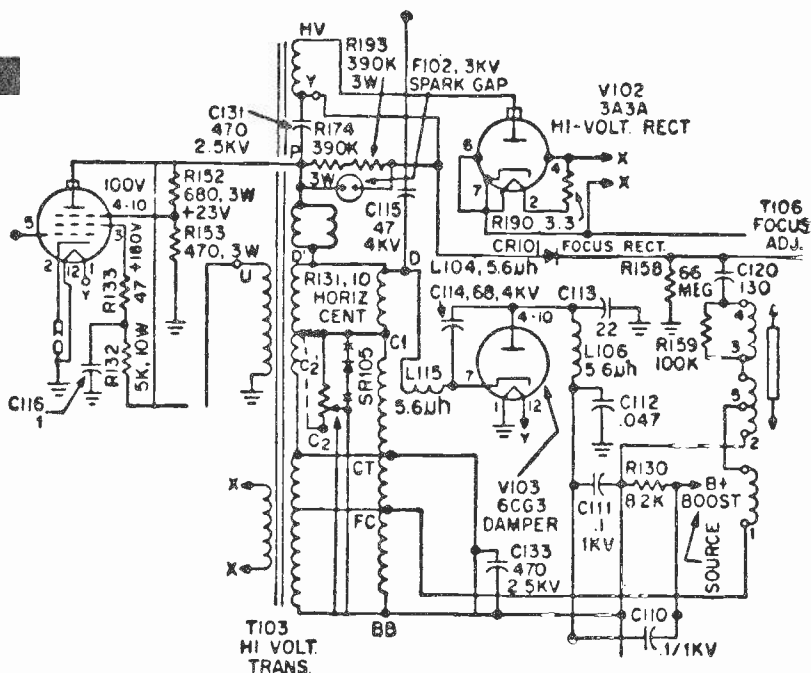 HV
R193
390K
3W
F102, 3KV
SPARK GAP
V102
3A3A
HI-VOLT. RECT
C131
470
2.5KV
Y
R174
390K
3W
P
6
7
4
2
X
X
R190 3.3
100V
4-10
R152
680, 3W
+23V
R153
470, 3W
5
2
12
1
3
Y
+180V
R133
47
R132
5K, 10W
C116
1
U
C115
47
4KV
D
D'
R131, 10
HORIZ
CENT
L104, 5.6μh
CR101
FOCUS RECT.
T106
FOCUS
ADJ.
R158
66
MEG
C120
130
C114, 68, 4KV
C113
22
4-10
C1
C2'
C2
SR105
L115
5.6μh
7
1
12
Y
L106
5.6μh
C112
.047
R159
100K
4
3
5
2
1
CT
FC
V103
6CG3
DAMPER
C111
.1
1KV
R130
8.2K
B+
BOOST
SOURCE
C133
470
2.5KV
C110
.1/1KV
X
X
T103
HI VOLT.
TRANS.
BB